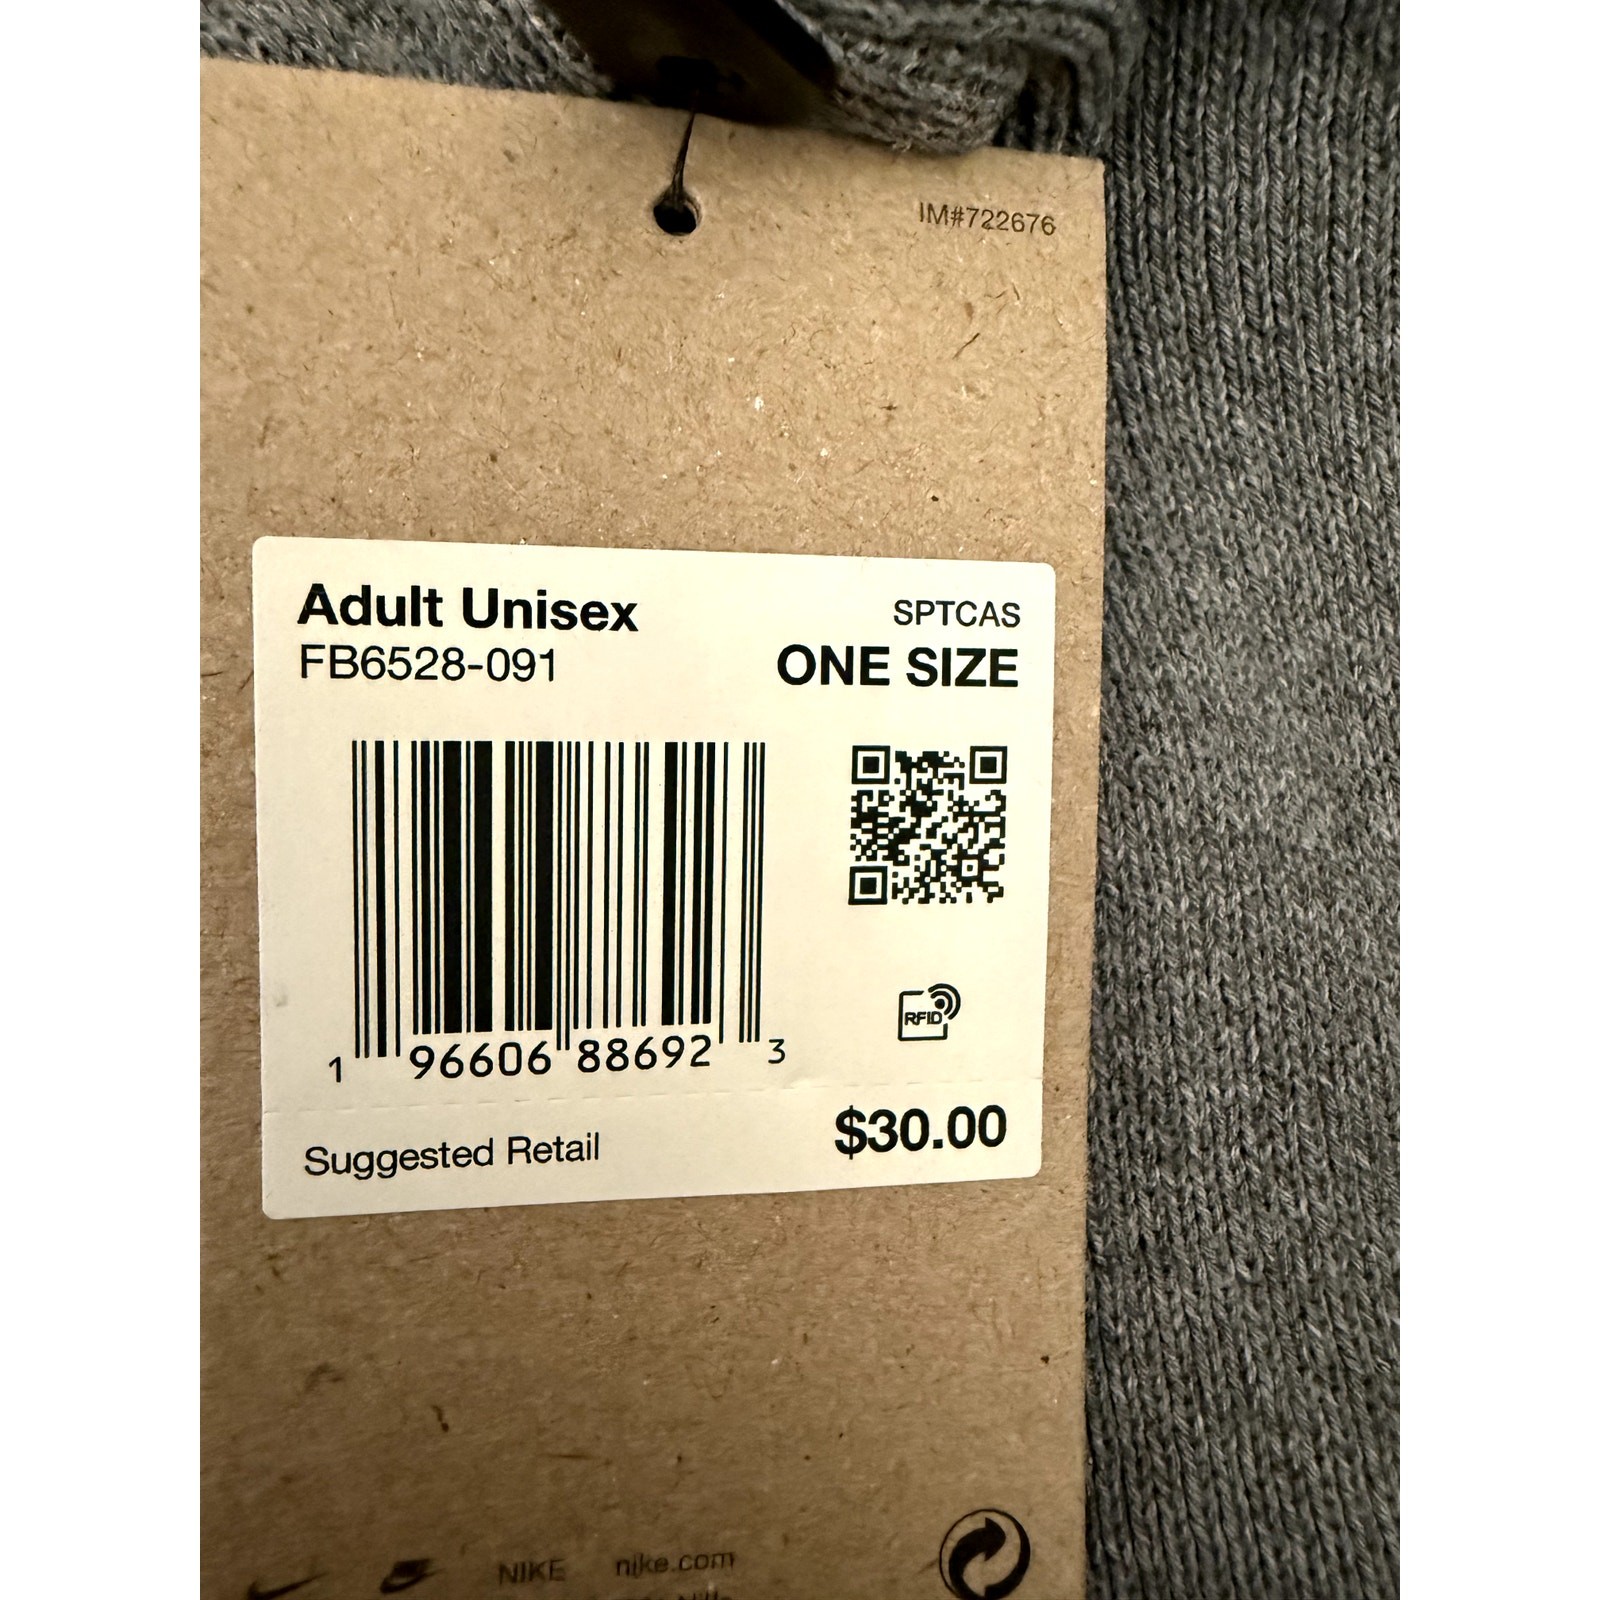 IM#722676
Adult Unisex
SPTCAS
FB6528-091
ONE SIZE
RFID
1 96606 88692 3
Suggested Retail
$30.00
NIKE
nike.com